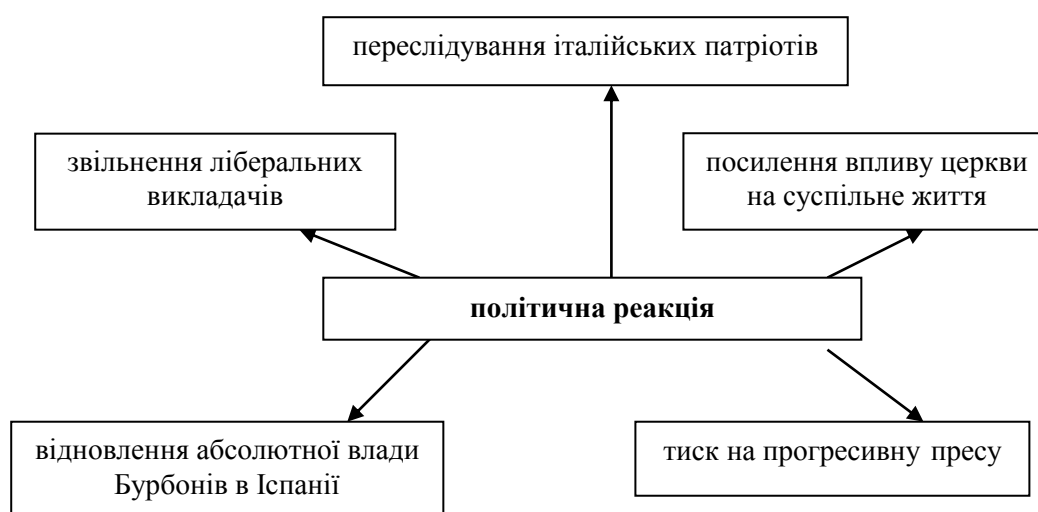 переслідування італійських патріотів
звільнення ліберальних
викладачів
посилення впливу церкви
на суспільне життя
політична реакція
відновлення абсолютної влади
Бурбонів в Іспанії
тиск на прогресивну пресу